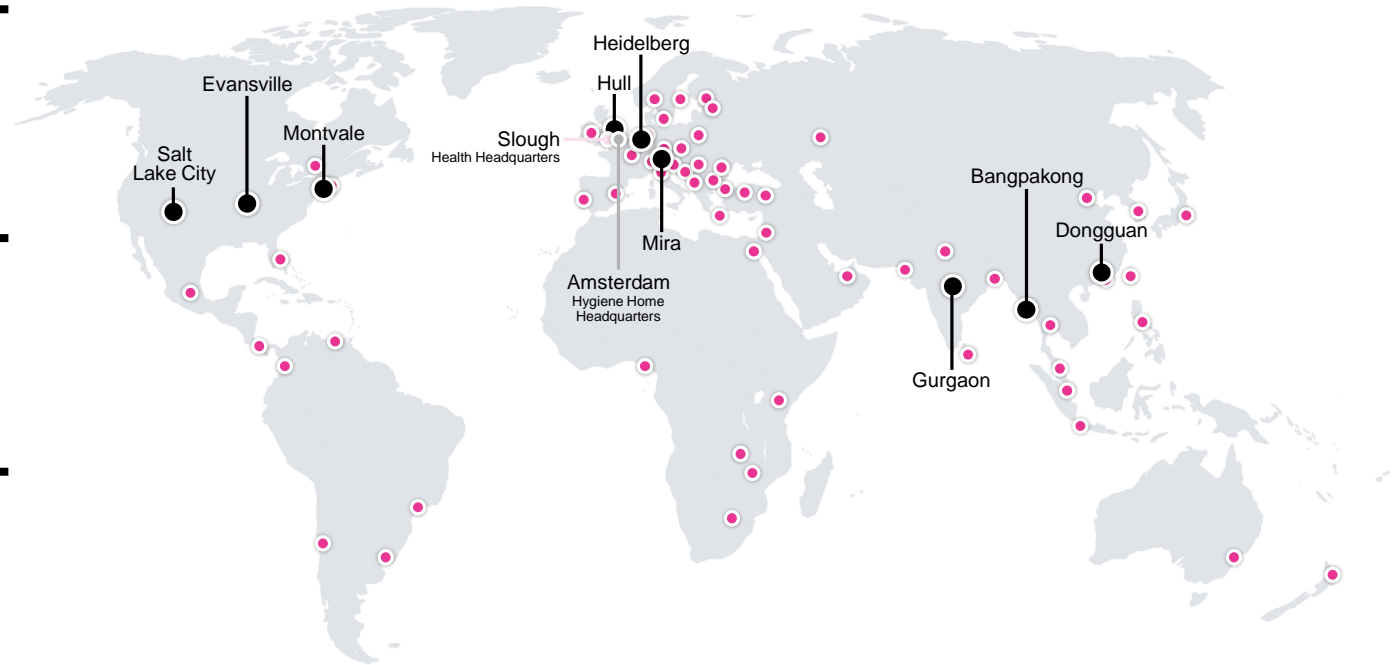 Heidelberg
Hull
Evansville
Montvale
Slough
Health Headquarters
Salt
Lake City
Bangpakong
Dongguan
Mira
Amsterdam
Hygiene Home
Headquarters
Gurgaon